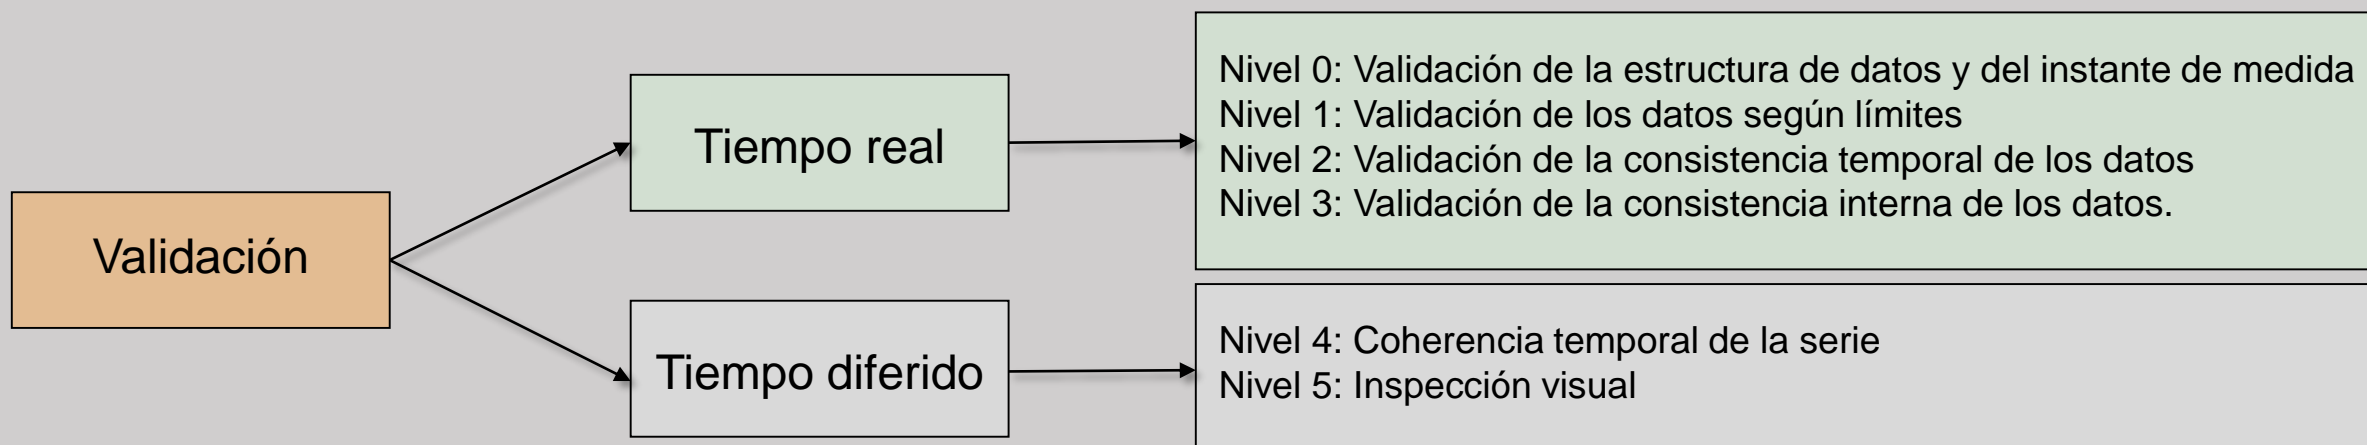 Validación
Tiempo real
Nivel 0: Validación de la estructura de datos y del instante de medida
Nivel 1: Validación de los datos según límites
Nivel 2: Validación de la consistencia temporal de los datos
Nivel 3: Validación de la consistencia interna de los datos.
Tiempo diferido
Nivel 4: Coherencia temporal de la serie
Nivel 5: Inspección visual